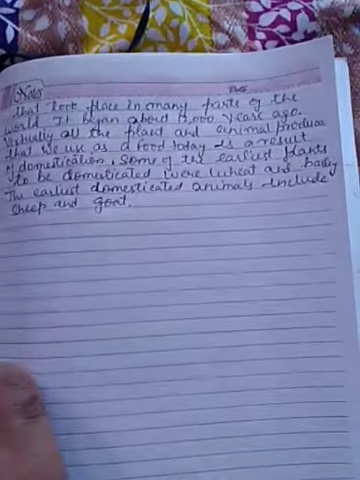 Notes
Date
that took place in many parts of the
world It began about 12,000 years ago.
Virtually all the plant and animal produce
that we use as a food today is a result
of domestication. Some of the earliest plants
to be domesticated were wheat and barley
The earliest domesticated animals include
sheep and goat.